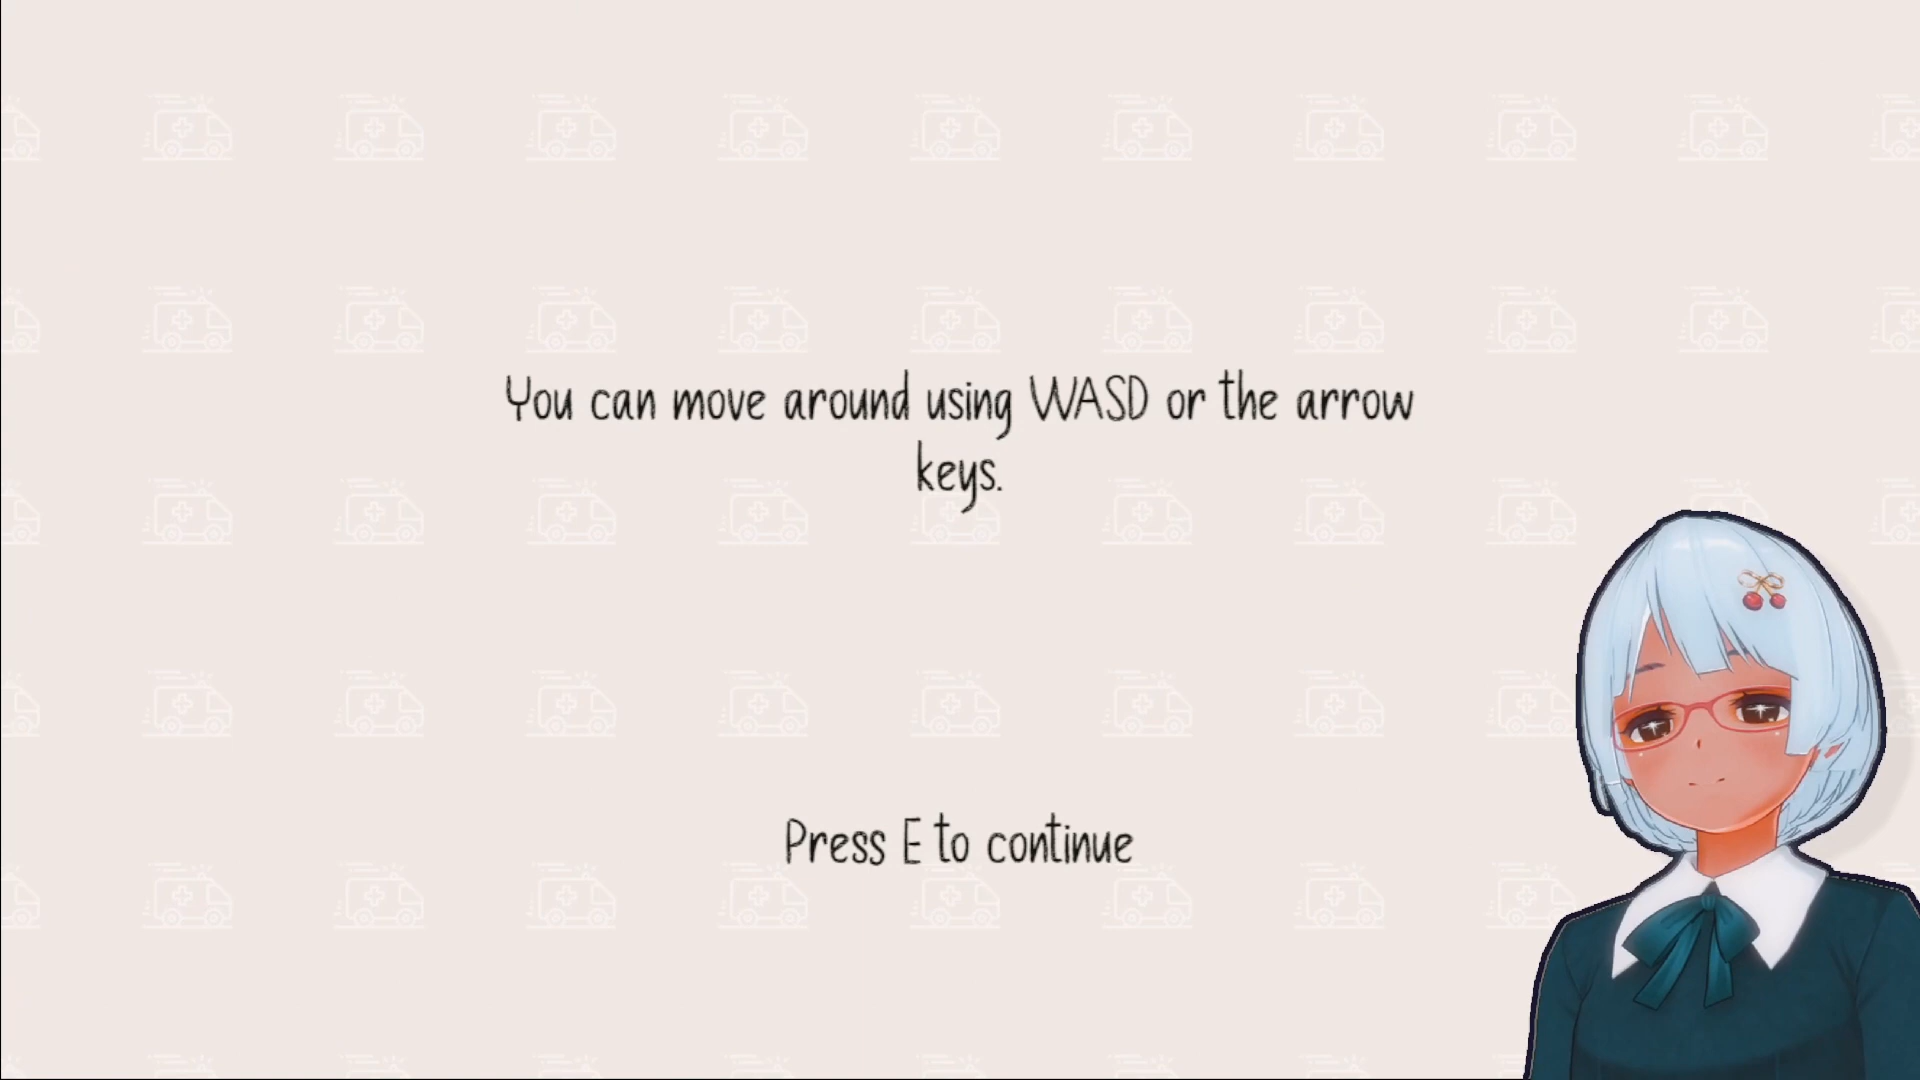 You can move around using WASD or the arrow
keys.
Press E to continue